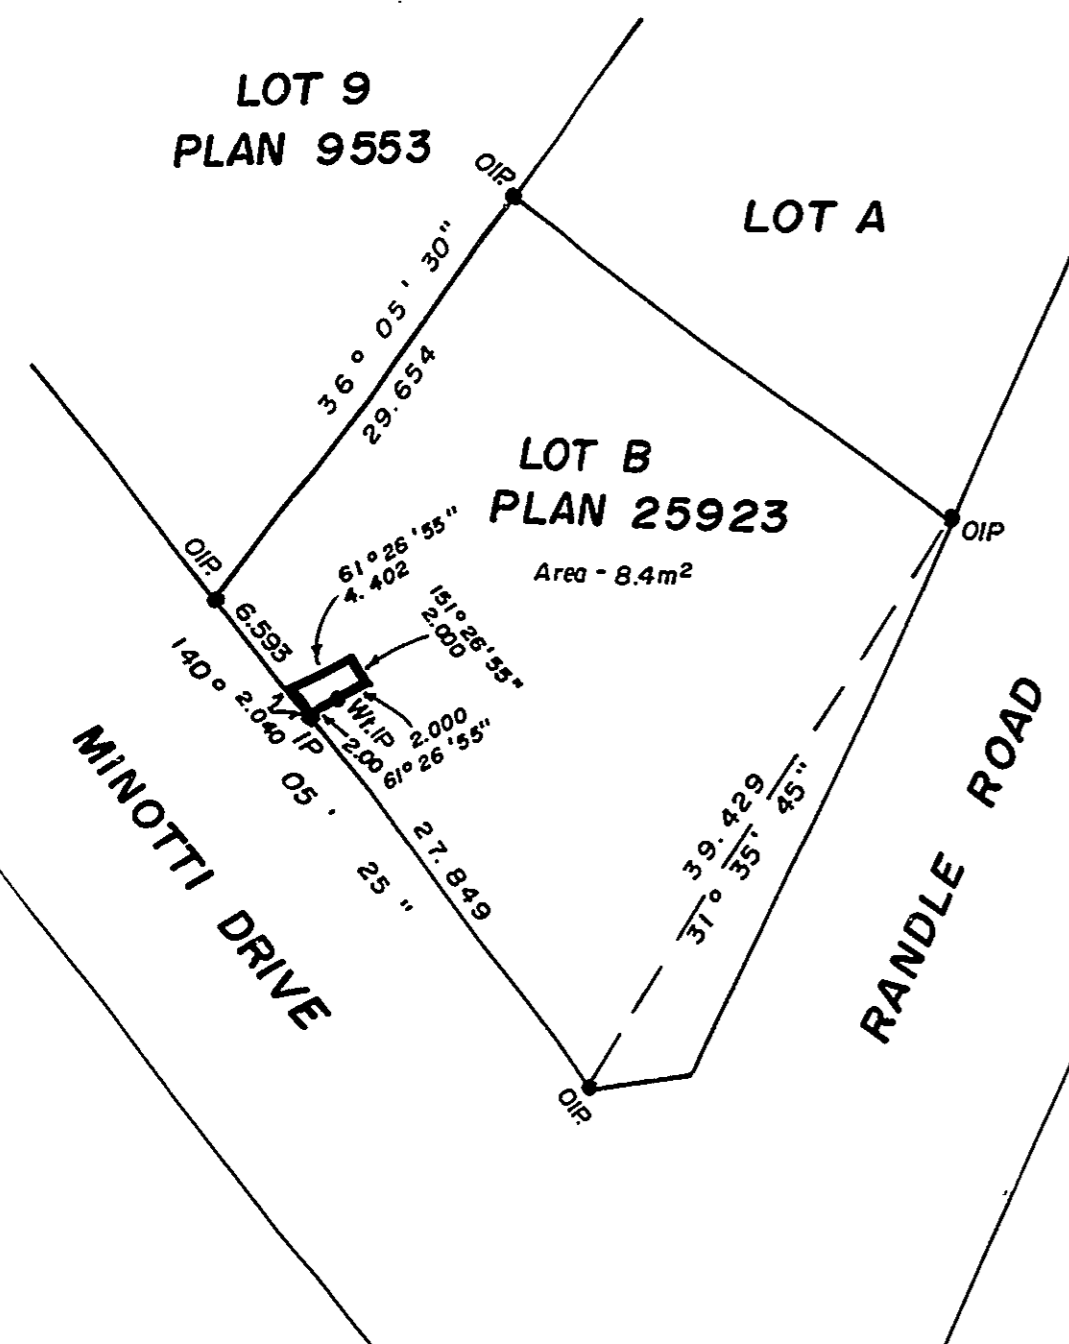 LOT 9
PLAN 9553
OIP.
LOT A
36° 05' 30"
29.654
LOT B
PLAN 25923
Area - 8.4m²
OIP
OIP.
61° 26' 55"
4.402
151° 26' 55"
2.000
6.593
140° 05' 25"
2.040
IP
Wt. IP
2.00
2.000
61° 26' 55"
27.849
39.429
31° 35' 45"
MINOTTI DRIVE
RANDLE ROAD
OIP.